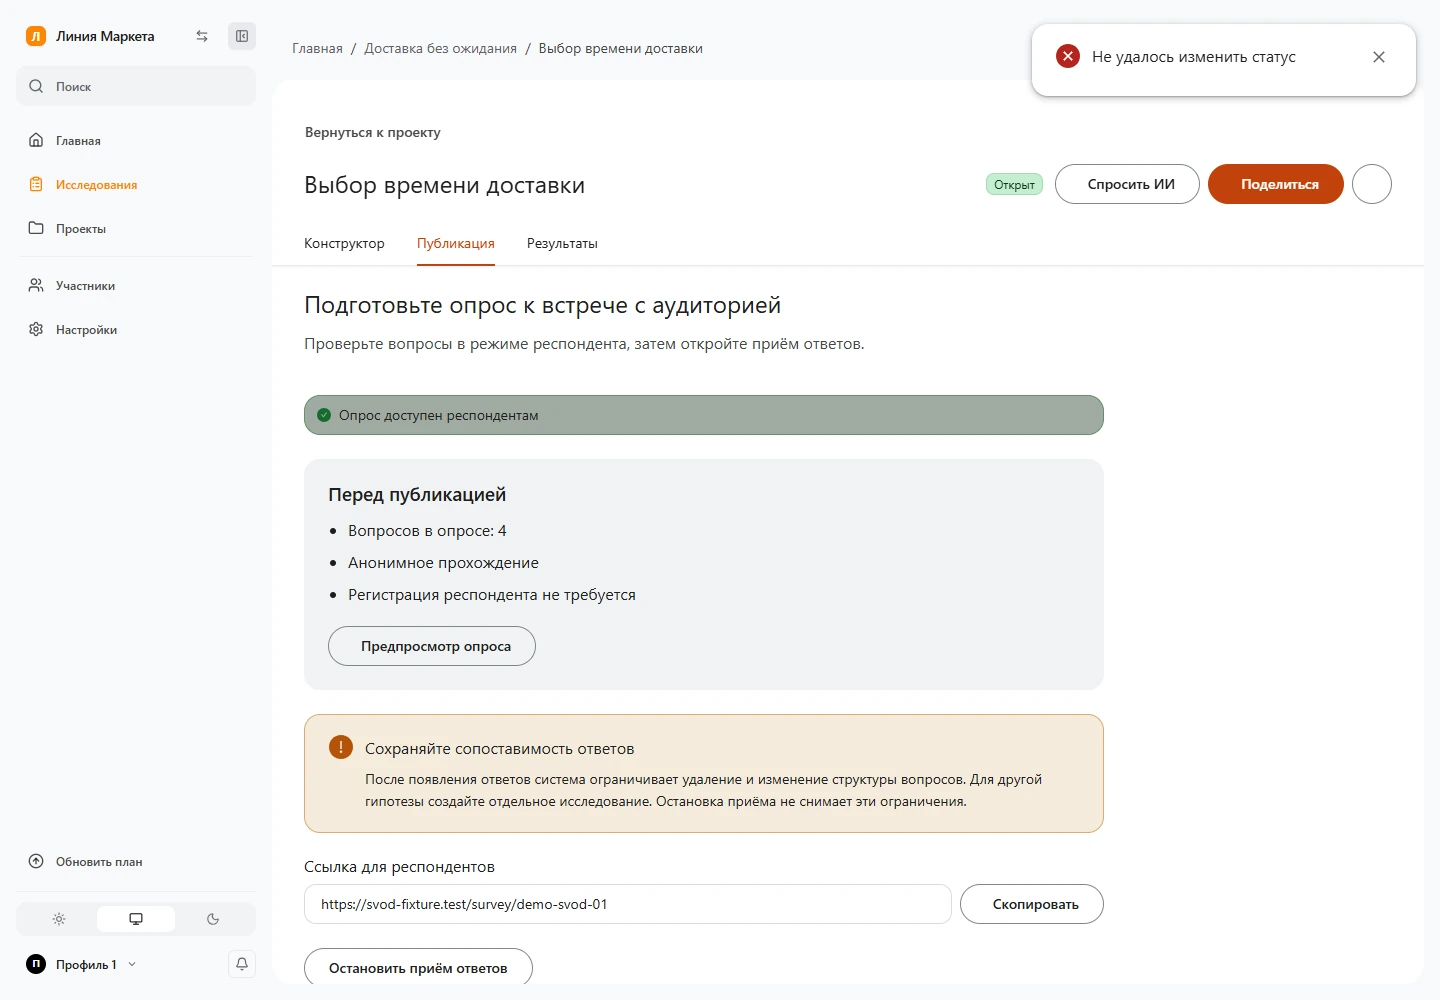 Л Линия Маркета
Поиск
Главная
Исследования
Проекты
Участники
Настройки
Обновить план
П Профиль 1
Главная / Доставка без ожидания / Выбор времени доставки
Не удалось изменить статус
Вернуться к проекту
Выбор времени доставки
Открыт
Спросить ИИ
Поделиться
Конструктор
Публикация
Результаты
Подготовьте опрос к встрече с аудиторией
Проверьте вопросы в режиме респондента, затем откройте приём ответов.
Опрос доступен респондентам
Перед публикацией
Вопросов в опросе: 4
Анонимное прохождение
Регистрация респондента не требуется
Предпросмотр опроса
Сохраняйте сопоставимость ответов
После появления ответов система ограничивает удаление и изменение структуры вопросов. Для другой
гипотезы создайте отдельное исследование. Остановка приёма не снимает эти ограничения.
Ссылка для респондентов
https://svod-fixture.test/survey/demo-svod-01
Скопировать
Остановить приём ответов